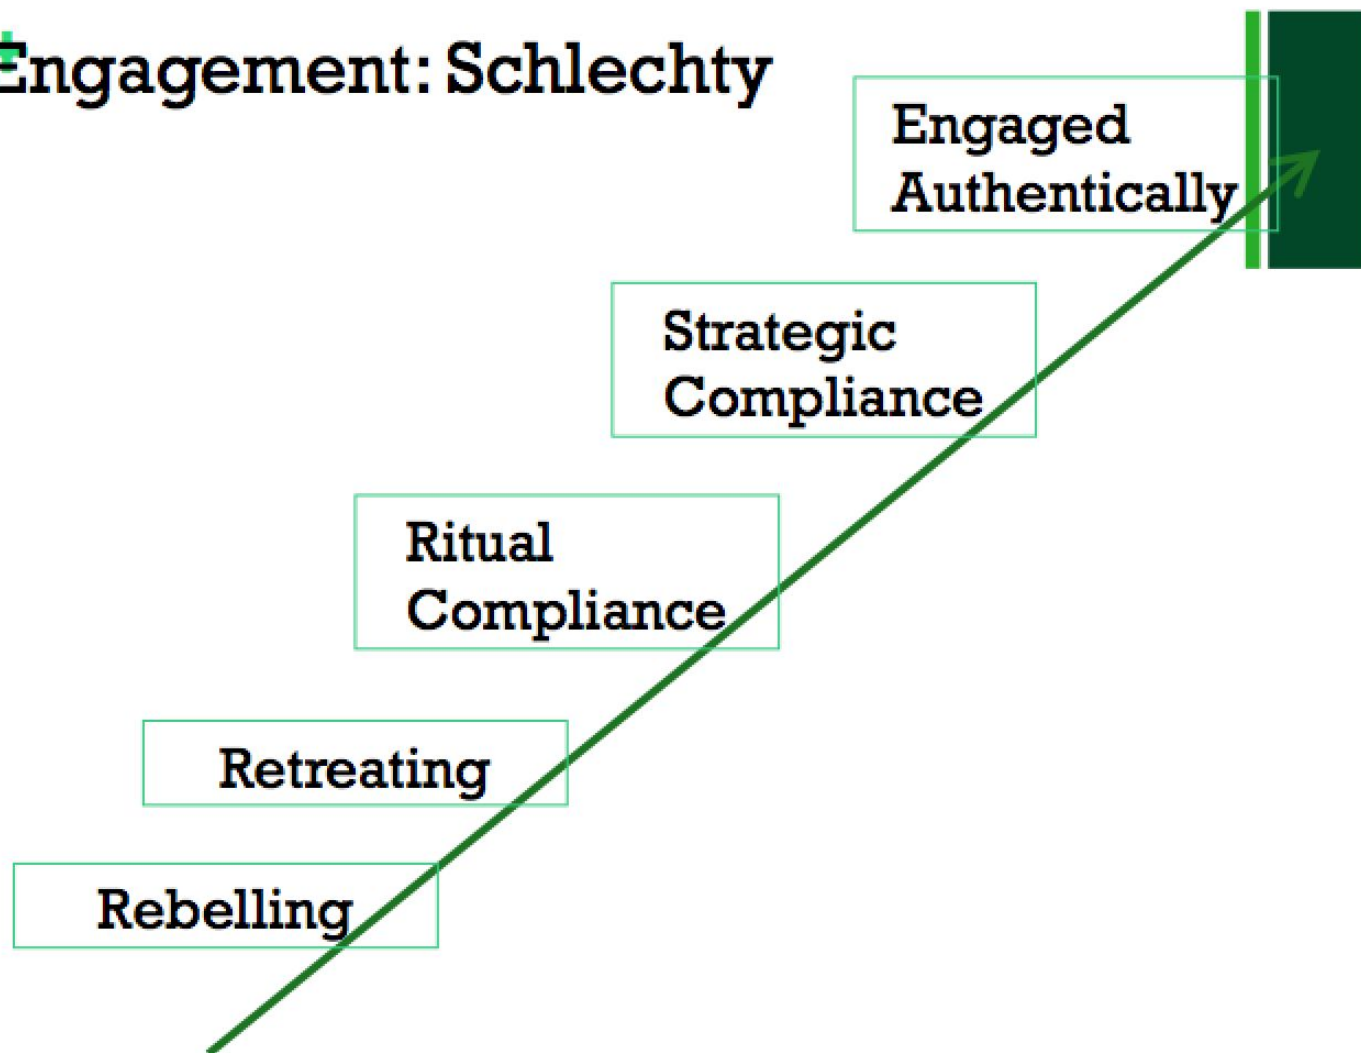 Engagement: Schlechty
Engaged
Authentically
Strategic
Compliance
Ritual
Compliance
Retreating
Rebelling